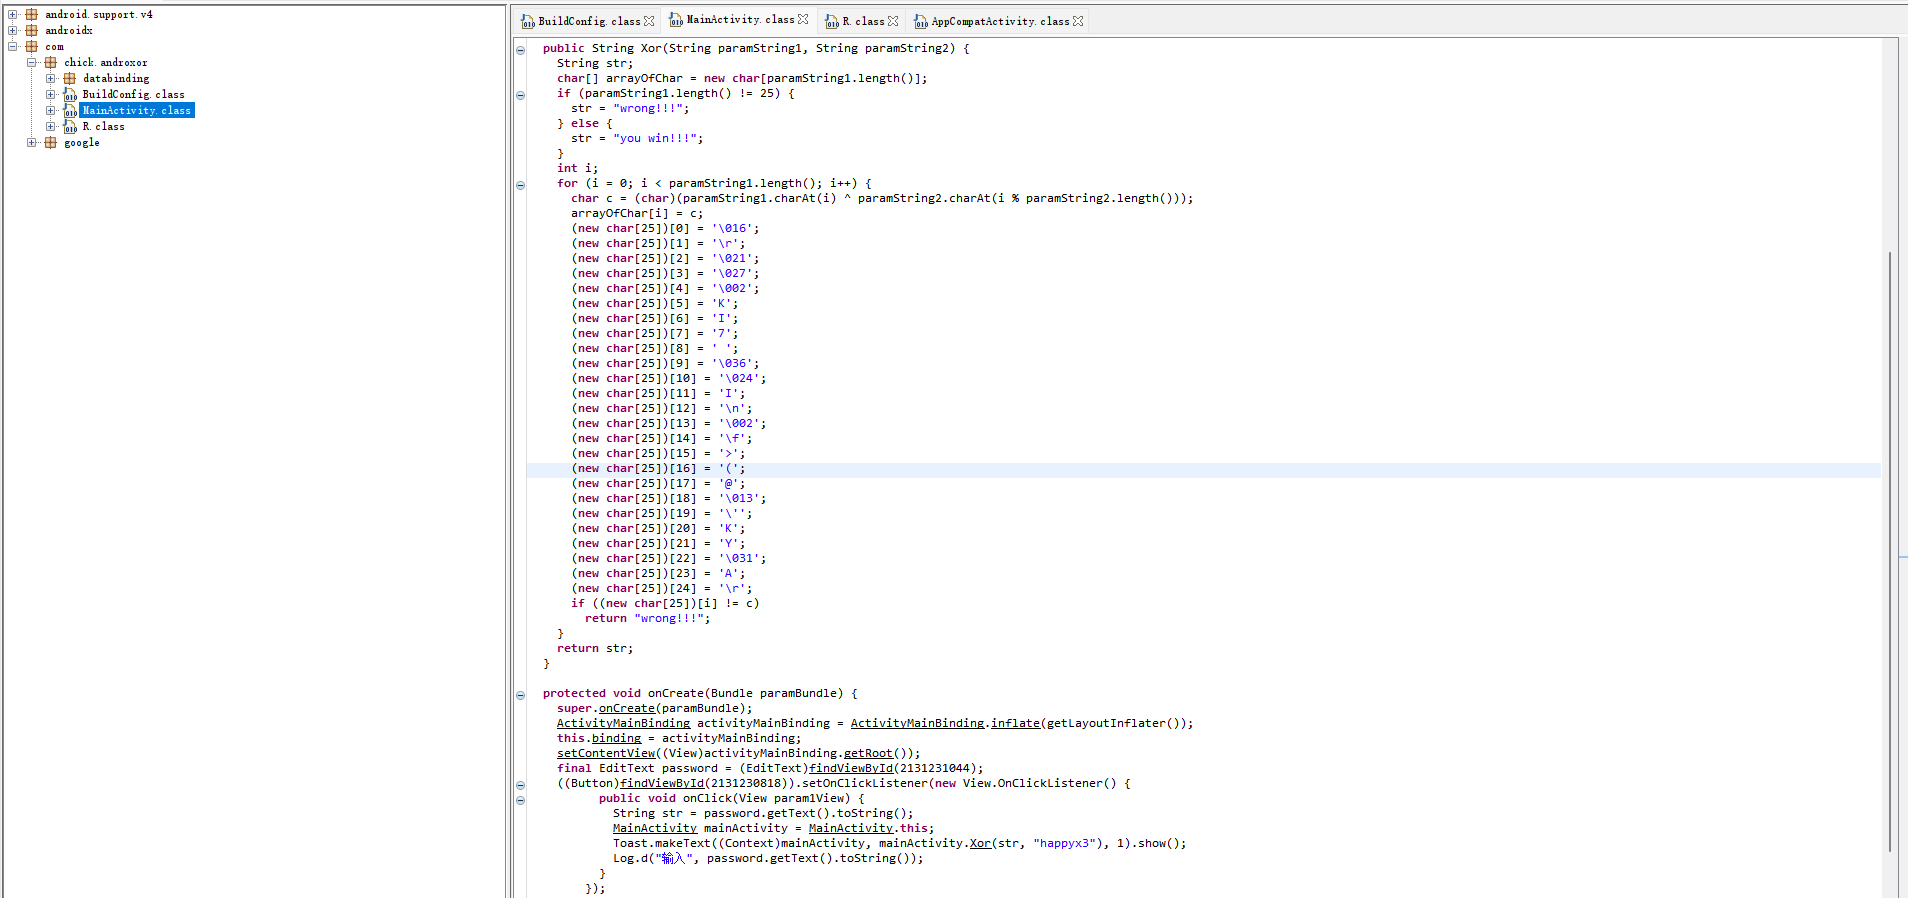 android.support.v4
androidx
com
chick.androxor
databinding
BuildConfig.class
MainActivity.class
R.class
google
BuildConfig.class MainActivity.class R.class AppCompatActivity.class
public String Xor(String paramString1, String paramString2) {
String str;
char[] arrayOfChar = new char[paramString1.length()];
if (paramString1.length() != 25) {
str = "wrong!!!";
} else {
str = "you win!!!";
}
int i;
for (i = 0; i < paramString1.length(); i++) {
char c = (char)(paramString1.charAt(i) ^ paramString2.charAt(i % paramString2.length()));
arrayOfChar[i] = c;
(new char[25])[0] = '\016';
(new char[25])[1] = '\r';
(new char[25])[2] = '\021';
(new char[25])[3] = '\027';
(new char[25])[4] = '\002';
(new char[25])[5] = 'K';
(new char[25])[6] = 'I';
(new char[25])[7] = '7';
(new char[25])[8] = ' ';
(new char[25])[9] = '\036';
(new char[25])[10] = '\024';
(new char[25])[11] = 'I';
(new char[25])[12] = '\n';
(new char[25])[13] = '\002';
(new char[25])[14] = '\f';
(new char[25])[15] = '>';
(new char[25])[16] = '(';
(new char[25])[17] = '@';
(new char[25])[18] = '\013';
(new char[25])[19] = '\'';
(new char[25])[20] = 'K';
(new char[25])[21] = 'Y';
(new char[25])[22] = '\031';
(new char[25])[23] = 'A';
(new char[25])[24] = '\r';
if ((new char[25])[i] != c)
return "wrong!!!";
}
return str;
}
protected void onCreate(Bundle paramBundle) {
super.onCreate(paramBundle);
ActivityMainBinding activityMainBinding = ActivityMainBinding.inflate(getLayoutInflater());
this.binding = activityMainBinding;
setContentView((View)activityMainBinding.getRoot());
final EditText password = (EditText)findViewById(2131231044);
((Button)findViewById(2131230818)).setOnClickListener(new View.OnClickListener() {
public void onClick(View param1View) {
String str = password.getText().toString();
MainActivity mainActivity = MainActivity.this;
Toast.makeText((Context)mainActivity, mainActivity.Xor(str, "happyx3"), 1).show();
Log.d("输入", password.getText().toString());
}
});